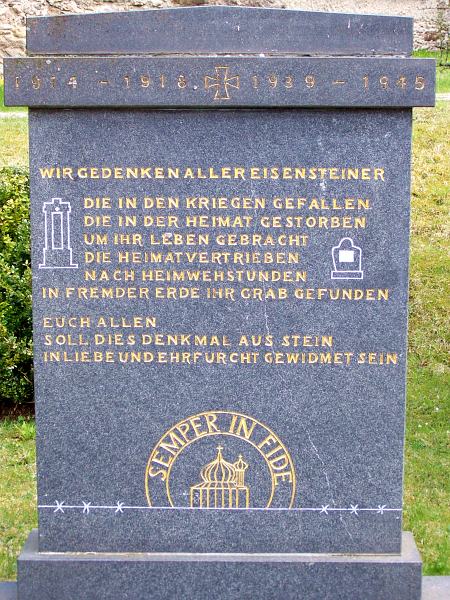 1914 - 1918 1939 - 1945
WIR GEDENKEN ALLER EISENSTEINER
DIE IN DEN KRIEGEN GEFALLEN
DIE IN DER HEIMAT GESTORBEN
UM IHR LEBEN GEBRACHT
DIE HEIMATVERTRIEBEN
NACH HEIMWEHSTUNDEN
IN FREMDER ERDE IHR GRAB GEFUNDEN
EUCH ALLEN
SOLL DIES DENKMAL AUS STEIN
IN LIEBE UND EHRFURCHT GEWIDMET SEIN
SEMPER IN FIDE